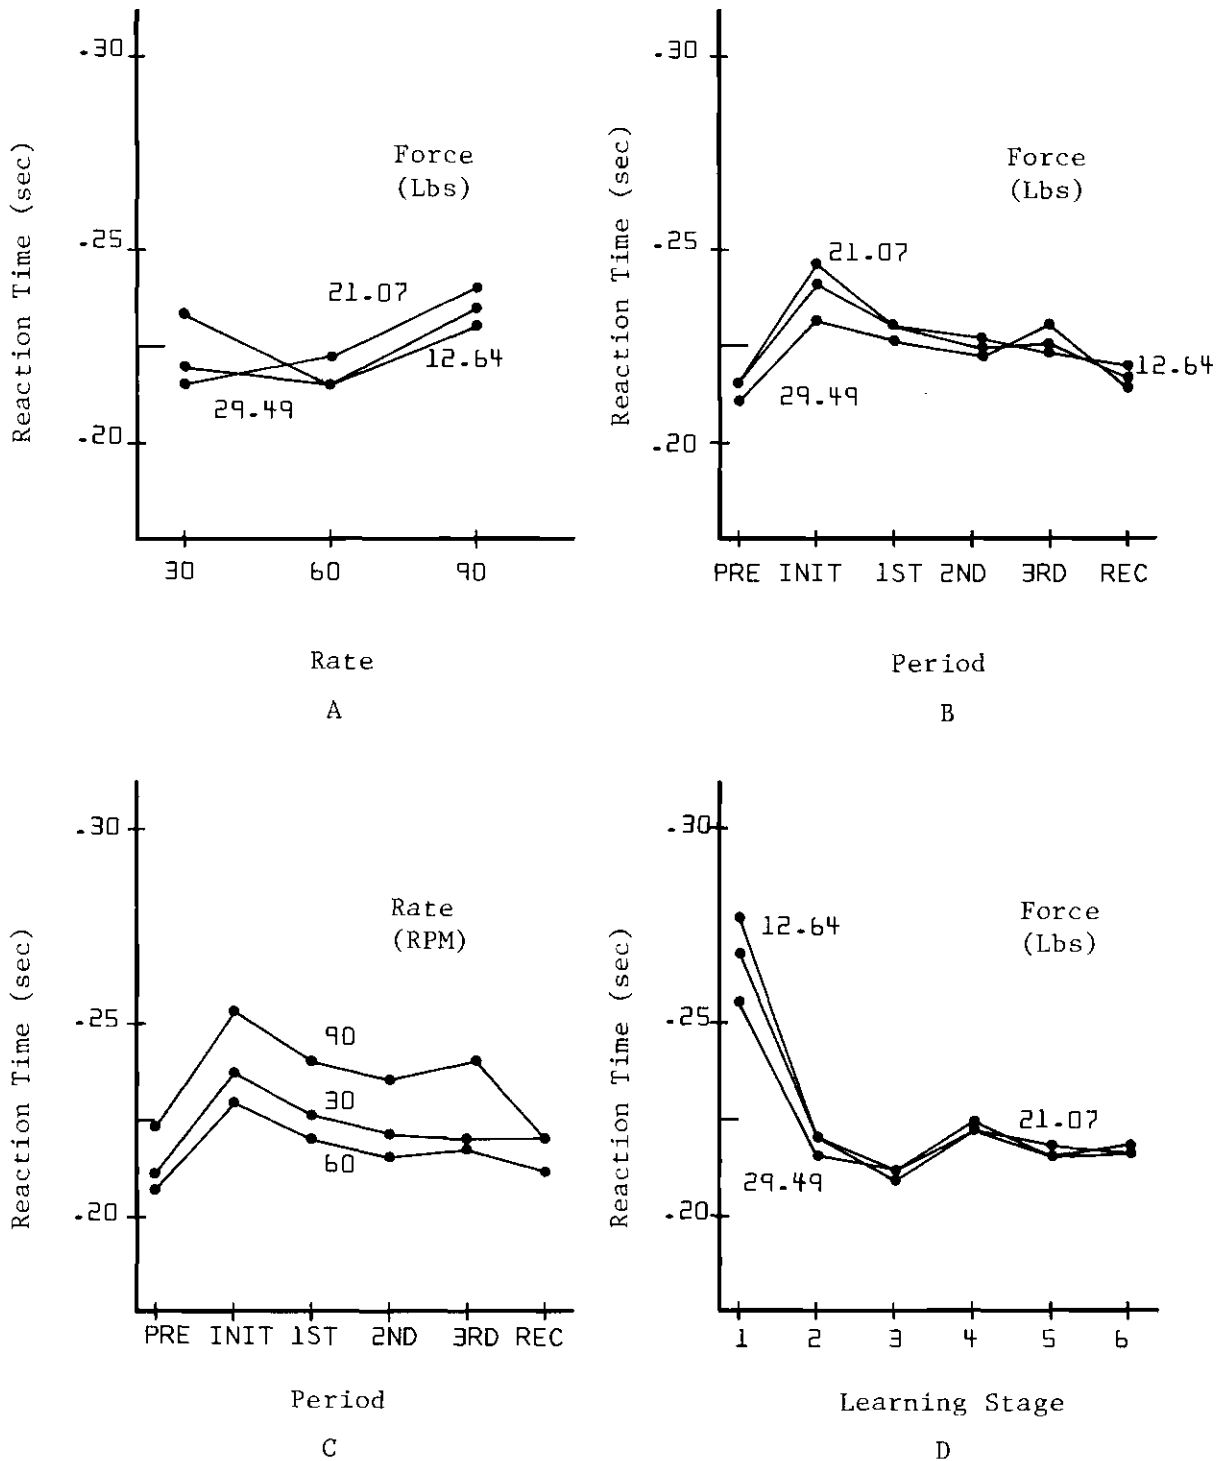 .30
Force
(Lbs)
.25
21.07
12.64
29.49
.20
Reaction Time (sec)
30 60 90
Rate
A
.30
Force
(Lbs)
.25
21.07
12.64
29.49
.20
Reaction Time (sec)
PRE INIT 1ST 2ND 3RD REC
Period
B
.30
Rate
(RPM)
.25
90
30
60
.20
Reaction Time (sec)
PRE INIT 1ST 2ND 3RD REC
Period
C
.30
12.64
Force
(Lbs)
.25
21.07
29.49
.20
Reaction Time (sec)
1 2 3 4 5 6
Learning Stage
D